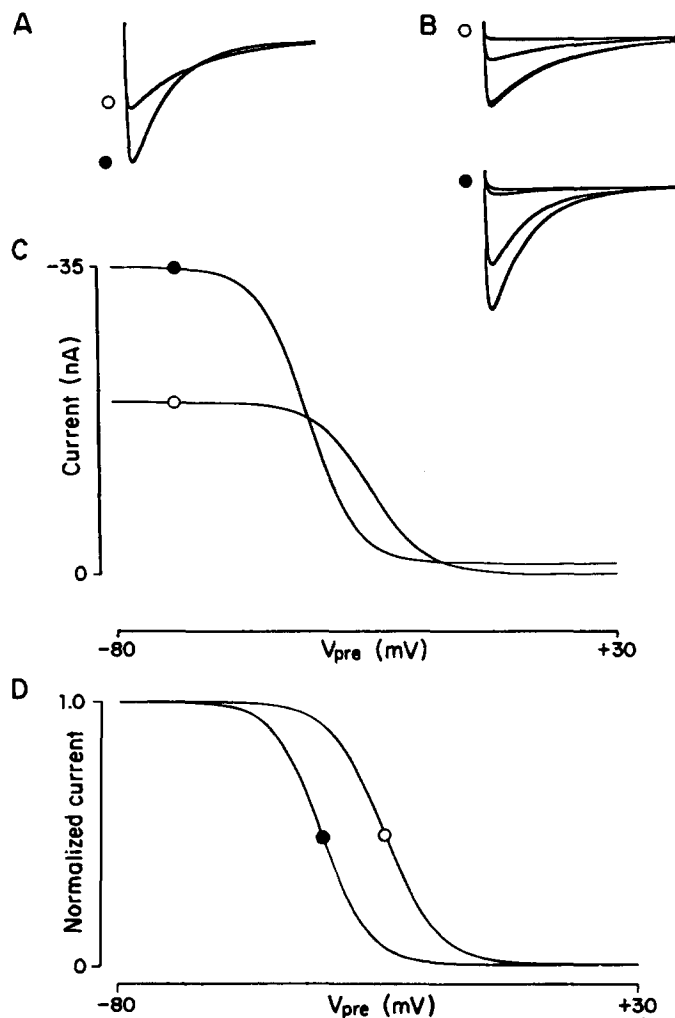 A
B
C
-35
Current (nA)
0
-80
Vpre (mV)
+30
D
1.0
Normalized current
0
-80
Vpre (mV)
+30